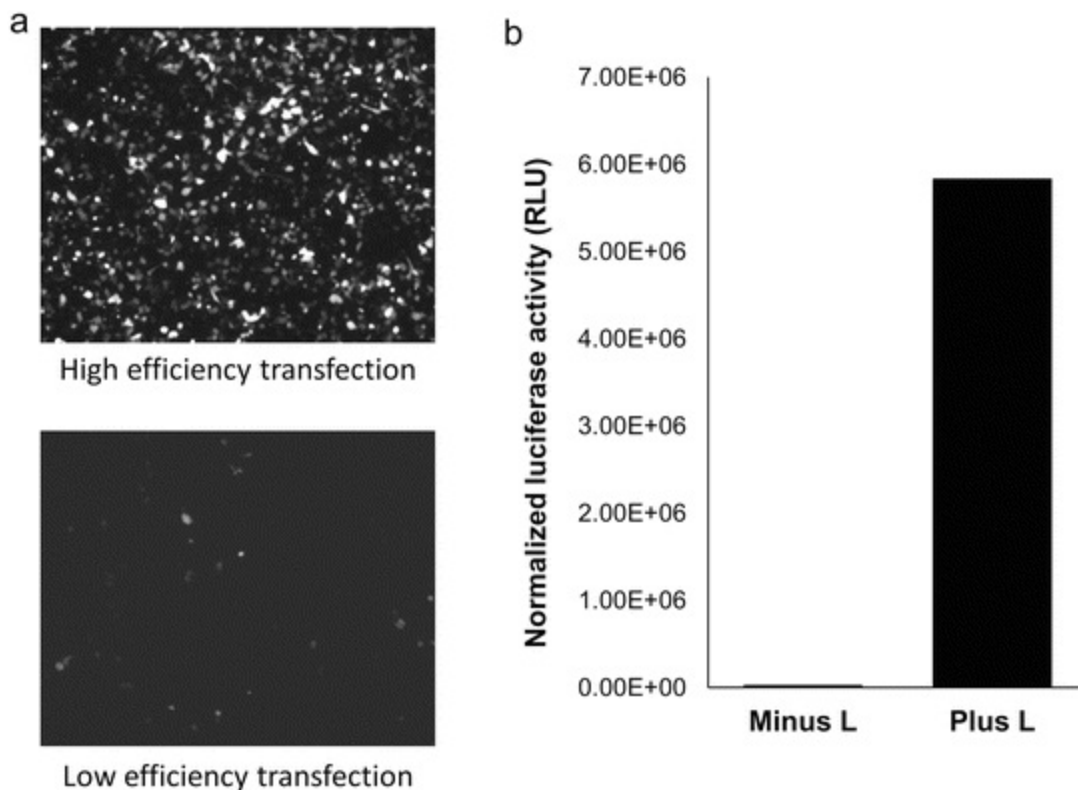 a
High efficiency transfection
Low efficiency transfection
b
Normalized luciferase activity (RLU)
7.00E+06
6.00E+06
5.00E+06
4.00E+06
3.00E+06
2.00E+06
1.00E+06
0.00E+00
Minus L
Plus L